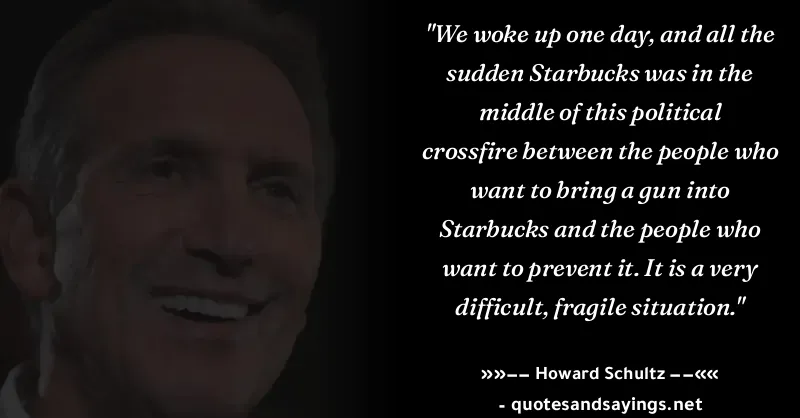 "We woke up one day, and all the
sudden Starbucks was in the
middle of this political
crossfire between the people who
want to bring a gun into
Starbucks and the people who
want to prevent it. It is a very
difficult, fragile situation."
»»-- Howard Schultz --««
- quotesandsayings.net